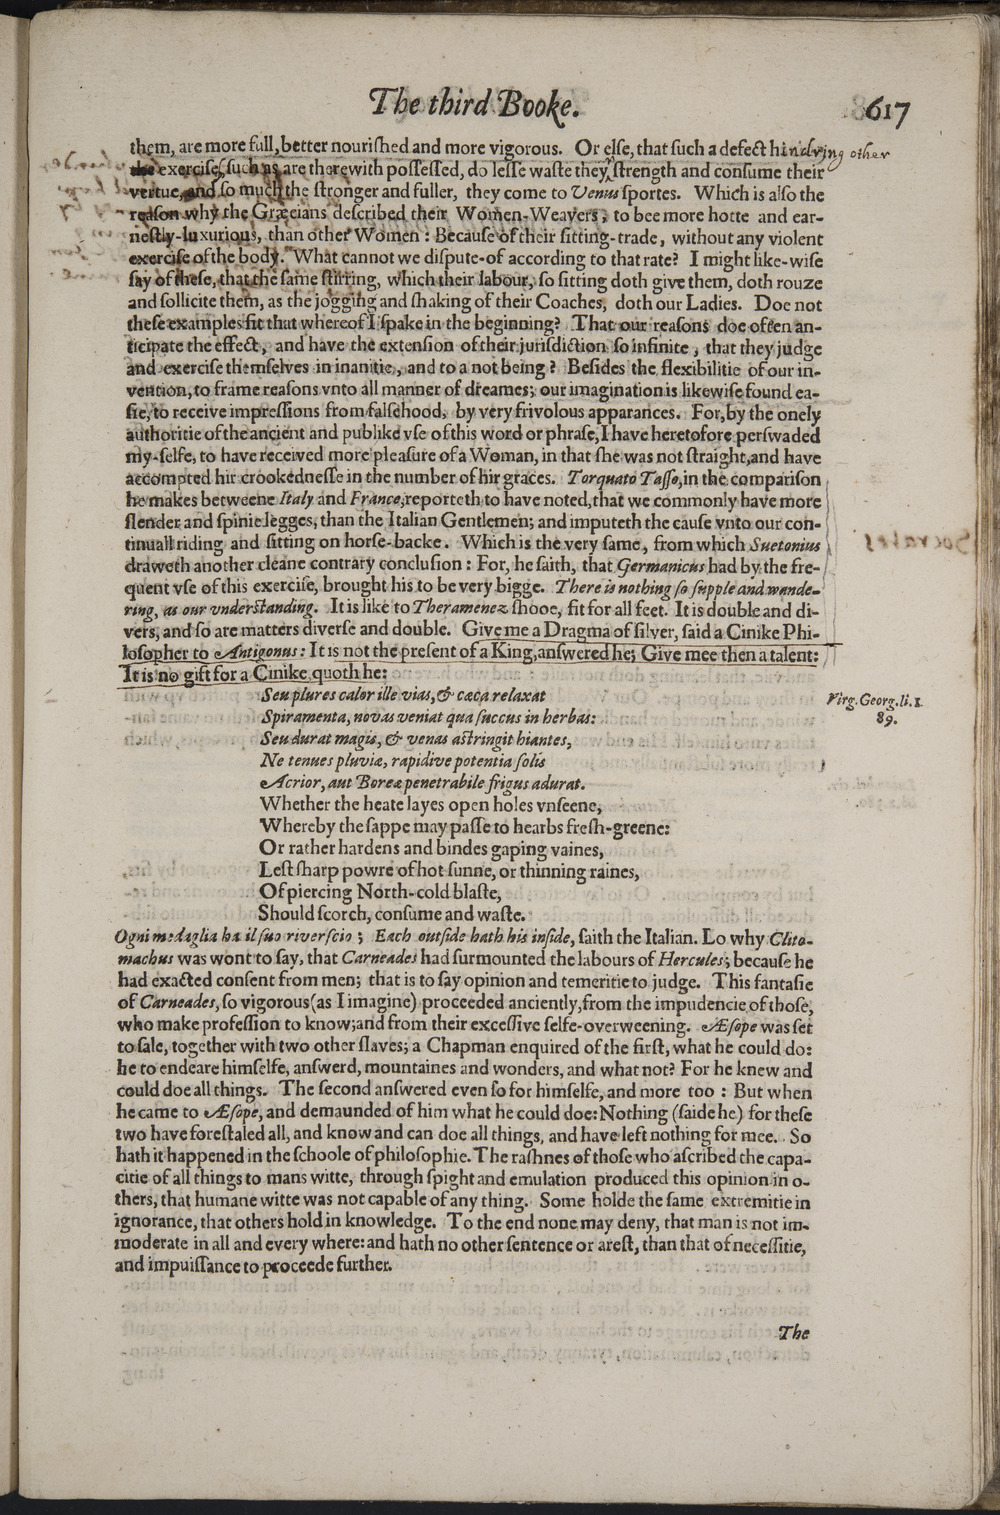 The third Booke. 617
them, are more full, better nouriſhed and more vigorous. Or elſe, that ſuch a defect hindring other
the exerciſe, ſuch as are therewith poſſeſſed, do leſſe waſte they ſtrength and conſume their
vertue, and ſo much the ſtronger and fuller, they come to Venus ſportes. Which is alſo the
reaſon why the Græcians deſcribed their Women-Weavers, to bee more hotte and ear-
neſtly-luxurious, than other Women: Becauſe of their ſitting-trade, without any violent
exerciſe of the body. What cannot we diſpute-of according to that rate? I might like-wiſe
ſay of theſe, that the ſame ſtirring, which their labour, ſo ſitting doth give them, doth rouze
and ſollicite them, as the jogging and ſhaking of their Coaches, doth our Ladies. Doe not
theſe examples fit that whereof I ſpake in the beginning? That our reaſons doe often an-
ticipate the effect, and have the extenſion of their jurisdiction ſo infinite, that they judge
and exerciſe themſelves in inanitie, and to a not being? Beſides the flexibilitie of our in-
vention, to frame reaſons vnto all manner of dreames; our imagination is likewiſe found ea-
ſie, to receive impreſſions from falſehood, by very frivolous apparances. For, by the onely
authoritie of the ancient and publike vſe of this word or phraſe, I have heretofore perſwaded
my-ſelfe, to have received more pleaſure of a Woman, in that ſhe was not ſtraight, and have
accompted hir crookedneſſe in the number of hir graces. Torquato Taſſo, in the compariſon
he makes betweene Italy and France, reporteth to have noted, that we commonly have more
ſlender and ſpinie legges, than the Italian Gentlemen; and imputeth the cauſe vnto our con-
tinuall riding and ſitting on horſe-backe. Which is the very ſame, from which Suetonius
draweth another cleane contrary concluſion: For, he ſaith, that Germanicus had by the fre-
quent vſe of this exerciſe, brought his to be very bigge. There is nothing ſo ſupple and wande-
ring, as our vnderſtanding. It is like to Theramenez ſhooe, fit for all feet. It is double and di-
vers, and ſo are matters diverſe and double. Give me a Dragma of ſilver, ſaid a Cinike Phi-
loſopher to Antigonus: It is not the preſent of a King, anſwered he; Give mee then a talent:
It is no gift for a Cinike, quoth he:
Seu plures calor ille vias, & cæca relaxat
Virg. Georg. li. 1.
Spiramenta, novas veniat qua ſuccus in herbas:
89.
Seu durat magis, & venas aſtringit hiantes,
Ne tenues pluviæ, rapidive potentia ſolis
Acrior, aut Boreæ penetrabile frigus adurat.
Whether the heate layes open holes vnſeene,
Whereby the ſappe may paſſe to hearbs freſh-greene:
Or rather hardens and bindes gaping vaines,
Leſt ſharp powre of hot ſunne, or thinning raines,
Of piercing North-cold blaſte,
Should ſcorch, conſume and waſte.
Ogni medaglia ha il ſuo riverſcio; Each outſide hath his inſide, ſaith the Italian. Lo why Clito-
machus was wont to ſay, that Carneades had ſurmounted the labours of Hercules; becauſe he
had exacted conſent from men; that is to ſay opinion and temeritie to judge. This fantaſie
of Carneades, ſo vigorous (as I imagine) proceeded anciently, from the impudencie of thoſe,
who make profeſſion to know; and from their exceſſive ſelfe-overweening. Æſope was ſet
to ſale, together with two other ſlaves; a Chapman enquired of the firſt, what he could do:
he to endeare himſelfe, anſwerd, mountaines and wonders, and what not? For he knew and
could doe all things. The ſecond anſwered even ſo for himſelfe, and more too: But when
he came to Æſope, and demaunded of him what he could doe: Nothing (ſaide he) for theſe
two have foreſtaled all, and know and can doe all things, and have left nothing for mee. So
hath it happened in the ſchoole of philoſophie. The raſhnes of thoſe who aſcribed the capa-
citie of all things to mans witte, through ſpight and emulation produced this opinion in o-
thers, that humane witte was not capable of any thing. Some holde the ſame extremitie in
ignorance, that others hold in knowledge. To the end none may deny, that man is not im-
moderate in all and every where: and hath no other ſentence or areſt, than that of neceſſitie,
and impuiſſance to proceede further.
The